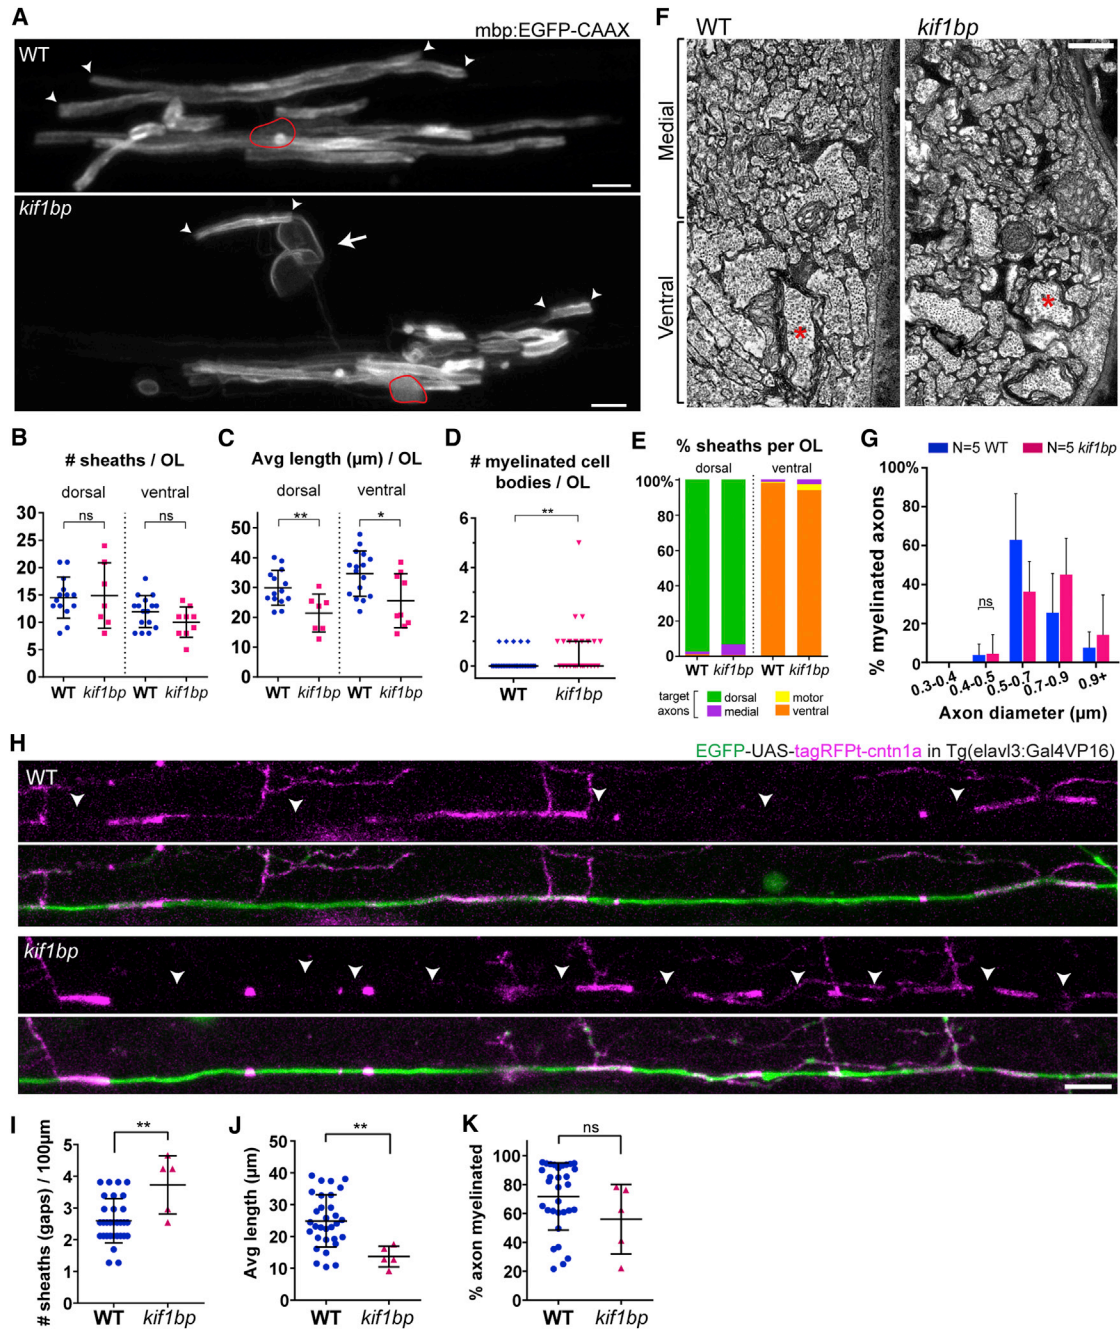 A
mbp:EGFP-CAAX
WT
kif1bp
F
WT
kif1bp
Medial
Ventral
*
*
B
# sheaths / OL
dorsal
ventral
ns
ns
30
25
20
15
10
5
0
WT
kif1bp
WT
kif1bp
C
Avg length (µm) / OL
dorsal
ventral
**
*
50
40
30
20
10
0
WT
kif1bp
WT
kif1bp
D
# myelinated cell
bodies / OL
**
6
4
2
0
WT
kif1bp
E
% sheaths per OL
dorsal
ventral
100%
80
60
40
20
0
WT
kif1bp
WT
kif1bp
target
axons
dorsal
medial
motor
ventral
G
N=5 WT
N=5 kif1bp
% myelinated axons
100%
80
60
40
20
0
ns
0.3-0.4
0.4-0.5
0.5-0.7
0.7-0.9
0.9+
Axon diameter (µm)
H
EGFP-UAS-tagRFPt-cntn1a in Tg(elavl3:Gal4VP16)
WT
kif1bp
I
# sheaths (gaps) / 100µm
**
5
4
3
2
1
0
WT
kif1bp
J
Avg length (µm)
**
50
40
30
20
10
0
WT
kif1bp
K
% axon myelinated
ns
100
80
60
40
20
0
WT
kif1bp